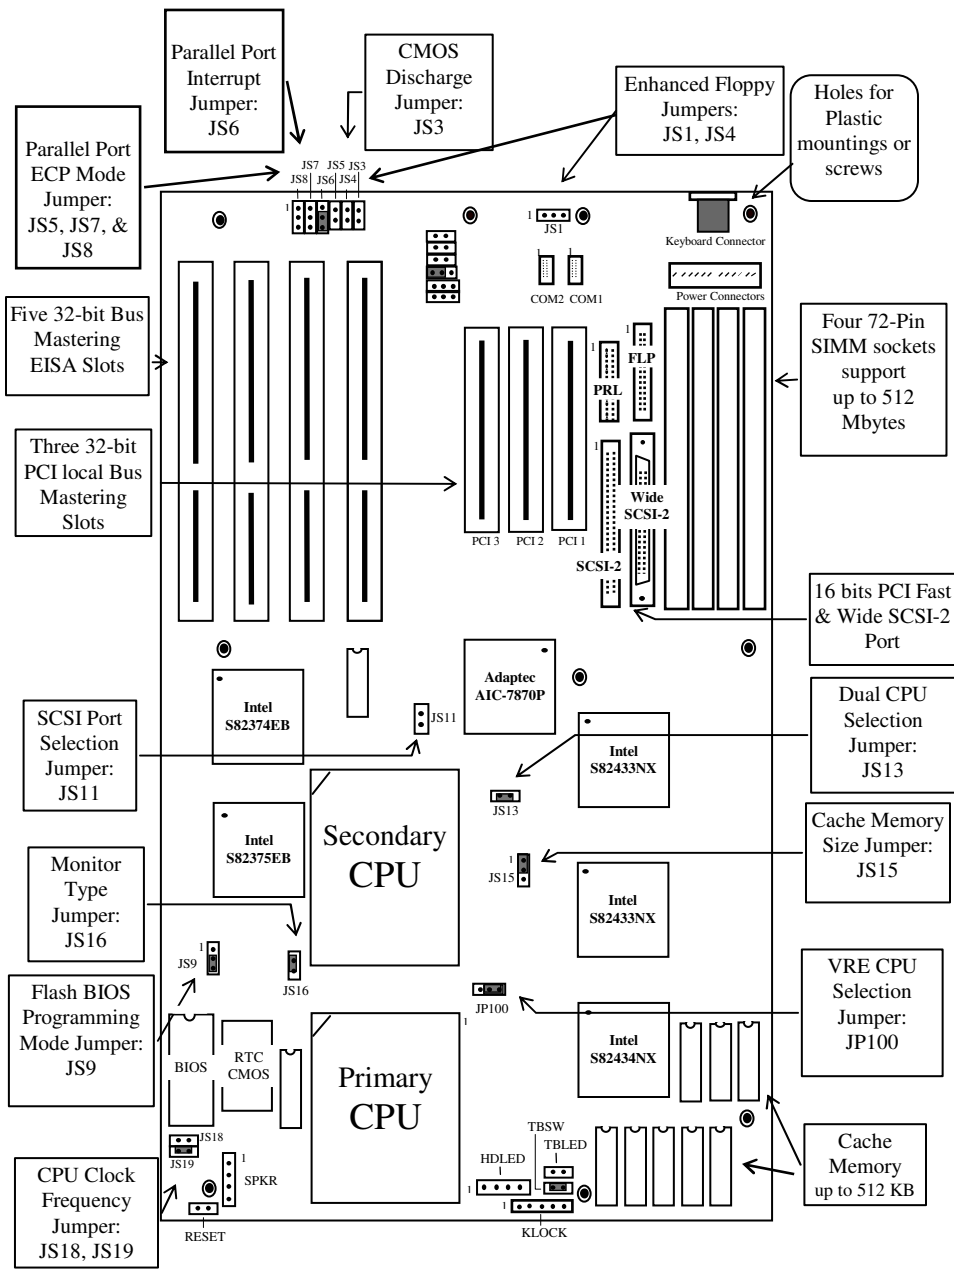 Parallel Port
Interrupt
Jumper:
JS6
CMOS
Discharge
Jumper:
JS3
Enhanced Floppy
Jumpers:
JS1, JS4
Holes for
Plastic
mountings or
screws
Parallel Port
ECP Mode
Jumper:
JS5, JS7, &
JS8
JS7 JS5 JS3
JS8 JS6 JS4
1
JS1
Keyboard Connector
1
COM2
1
COM1
Power Connectors
Five 32-bit Bus
Mastering
EISA Slots
Four 72-Pin
SIMM sockets
support
up to 512
Mbytes
1
FLP
1
PRL
Three 32-bit
PCI local Bus
Mastering
Slots
1
Wide
SCSI-2
PCI 3
PCI 2
PCI 1
SCSI-2
16 bits PCI Fast
& Wide SCSI-2
Port
Adaptec
AIC-7870P
Intel
S82374EB
JS11
SCSI Port
Selection
Jumper:
JS11
Dual CPU
Selection
Jumper:
JS13
Intel
S82433NX
JS13
Secondary
CPU
Intel
S82375EB
Cache Memory
Size Jumper:
JS15
1
JS15
Monitor
Type
Jumper:
JS16
Intel
S82433NX
1
JS9
JS16
Flash BIOS
Programming
Mode Jumper:
JS9
VRE CPU
Selection
Jumper:
JP100
JP100
1
BIOS
RTC
CMOS
Primary
CPU
Intel
S82434NX
JS18
JS19
TBSW
TBLED
HDLED
1
1
KLOCK
1
SPKR
RESET
CPU Clock
Frequency
Jumper:
JS18, JS19
Cache
Memory
up to 512 KB